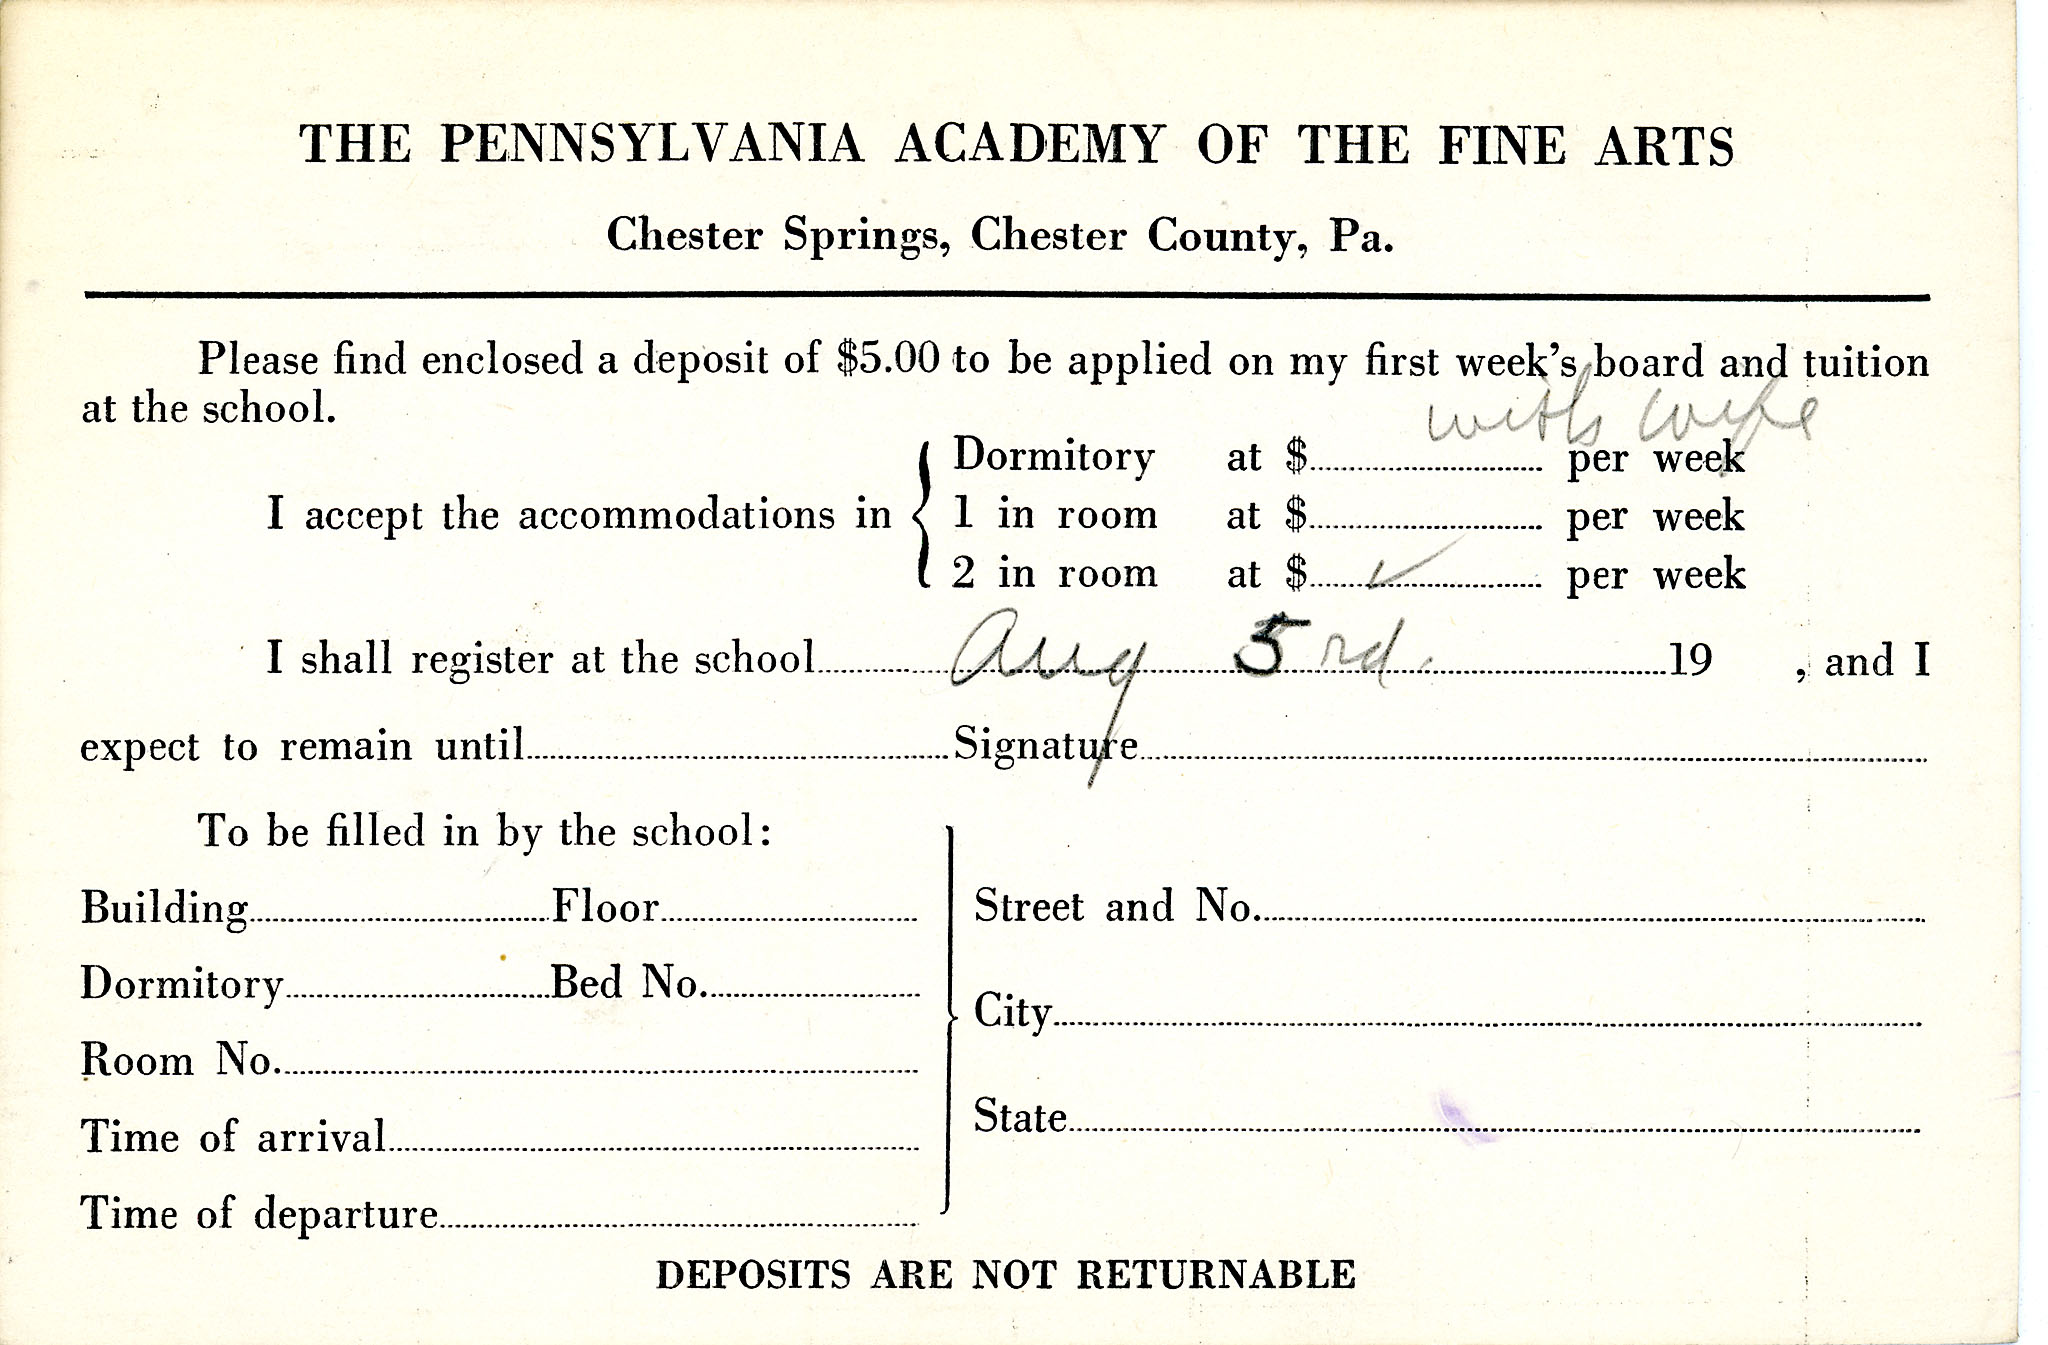 THE PENNSYLVANIA ACADEMY OF THE FINE ARTS
Chester Springs, Chester County, Pa.
Please find enclosed a deposit of $5.00 to be applied on my first week's board and tuition
at the school.
with wife
Dormitory at $ per week
I accept the accommodations in { 1 in room at $ per week
2 in room at $ ✓ per week
I shall register at the school Aug 3rd. 19 , and I
expect to remain until Signature
To be filled in by the school:
Building Floor Street and No.
Dormitory Bed No.
City
Room No.
State
Time of arrival
Time of departure
DEPOSITS ARE NOT RETURNABLE